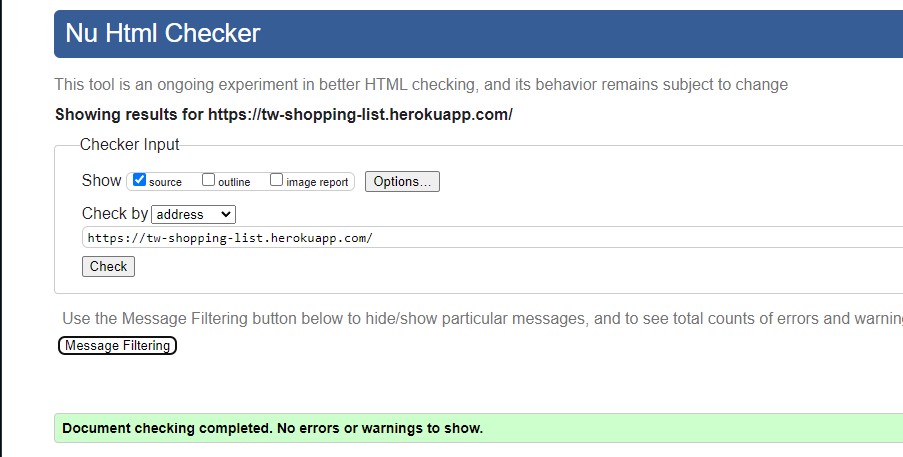 Nu Html Checker
This tool is an ongoing experiment in better HTML checking, and its behavior remains subject to change
Showing results for https://tw-shopping-list.herokuapp.com/
Checker Input
Show source outline image report Options...
Check by address
https://tw-shopping-list.herokuapp.com/
Check
Use the Message Filtering button below to hide/show particular messages, and to see total counts of errors and warnin
Message Filtering
Document checking completed. No errors or warnings to show.